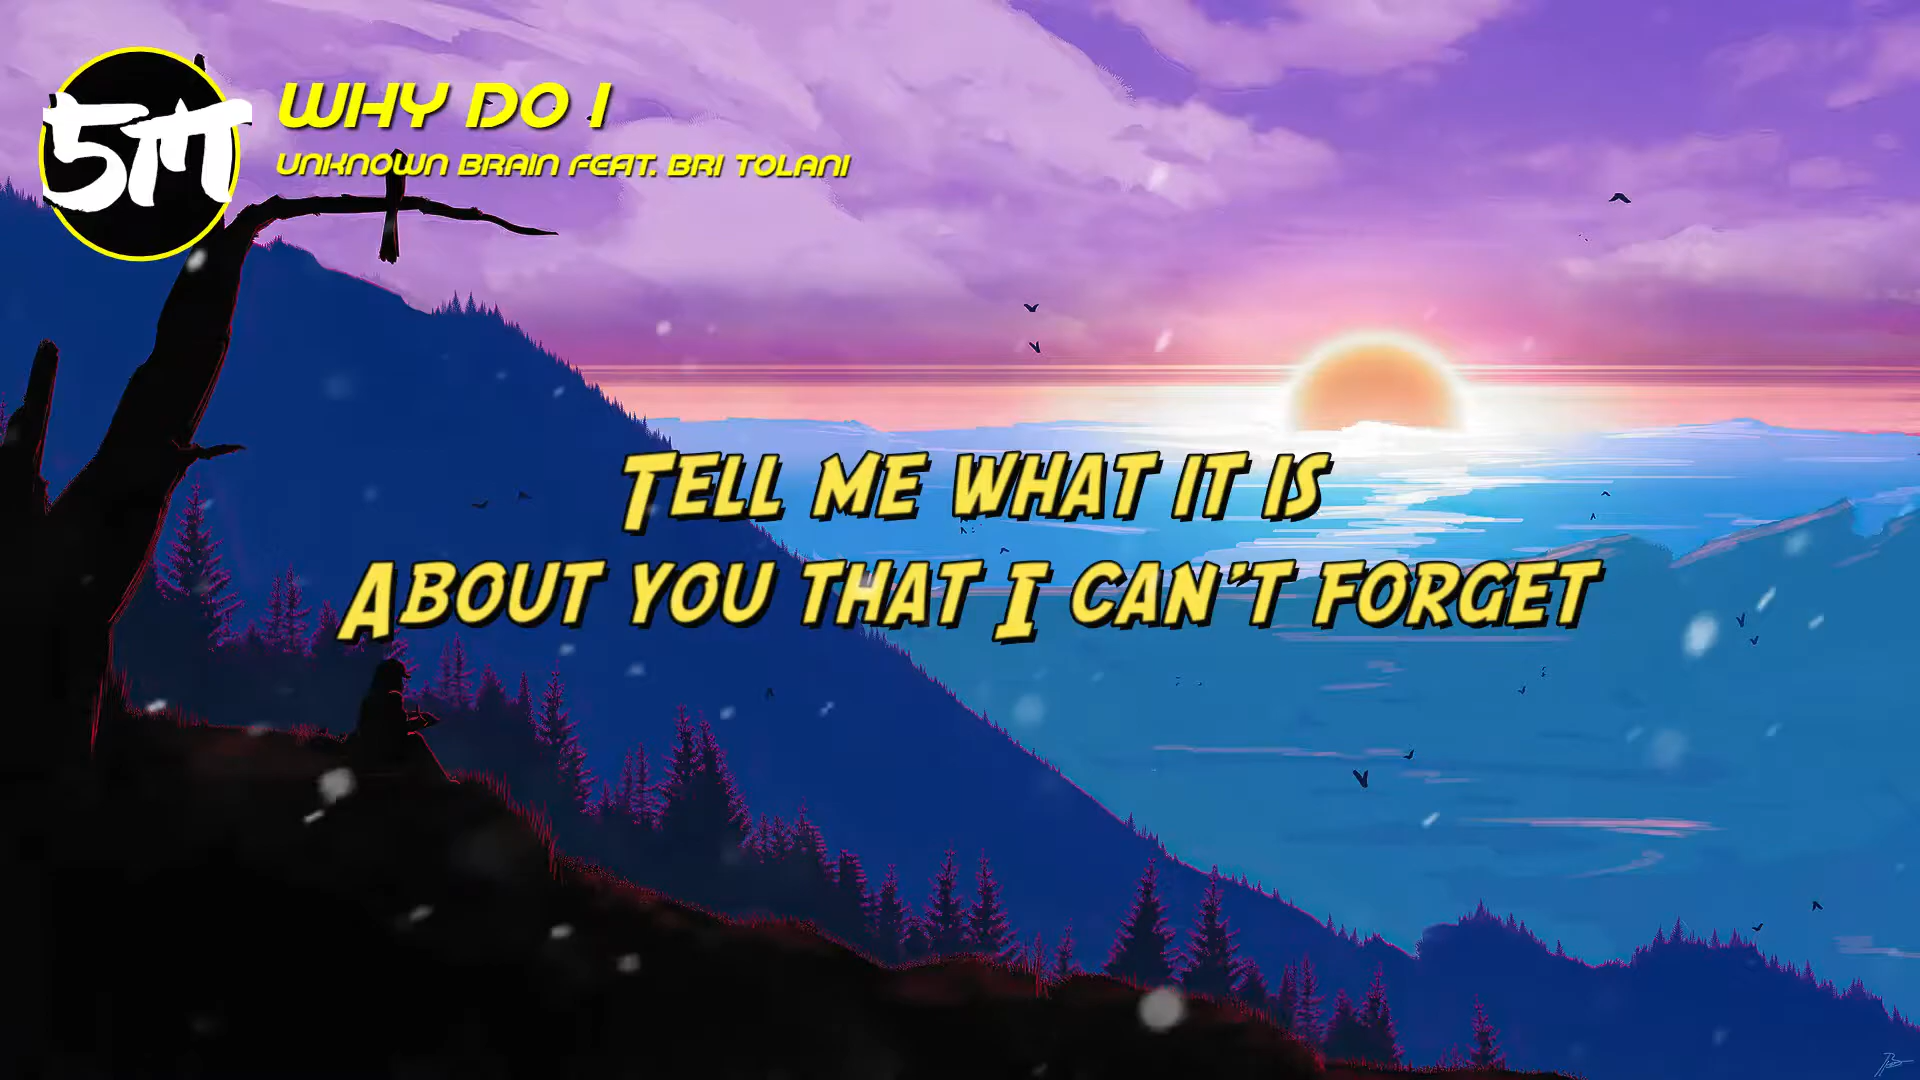 5M
WHY DO I
UNKNOWN BRAIN FEAT. BRI TOLANI
TELL ME WHAT IT IS
ABOUT YOU THAT I CAN'T FORGET